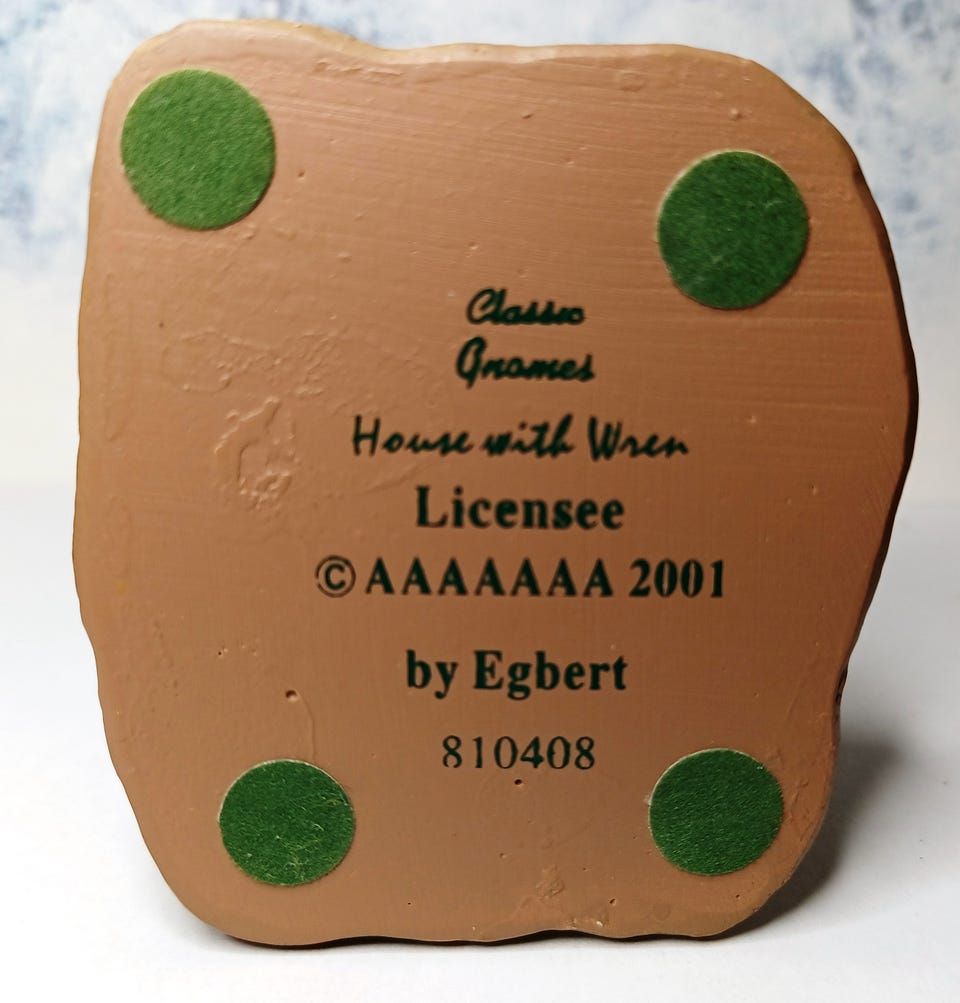 Classic
Gnomes
House with Wren
Licensee
©AAAAAAA 2001
by Egbert
810408